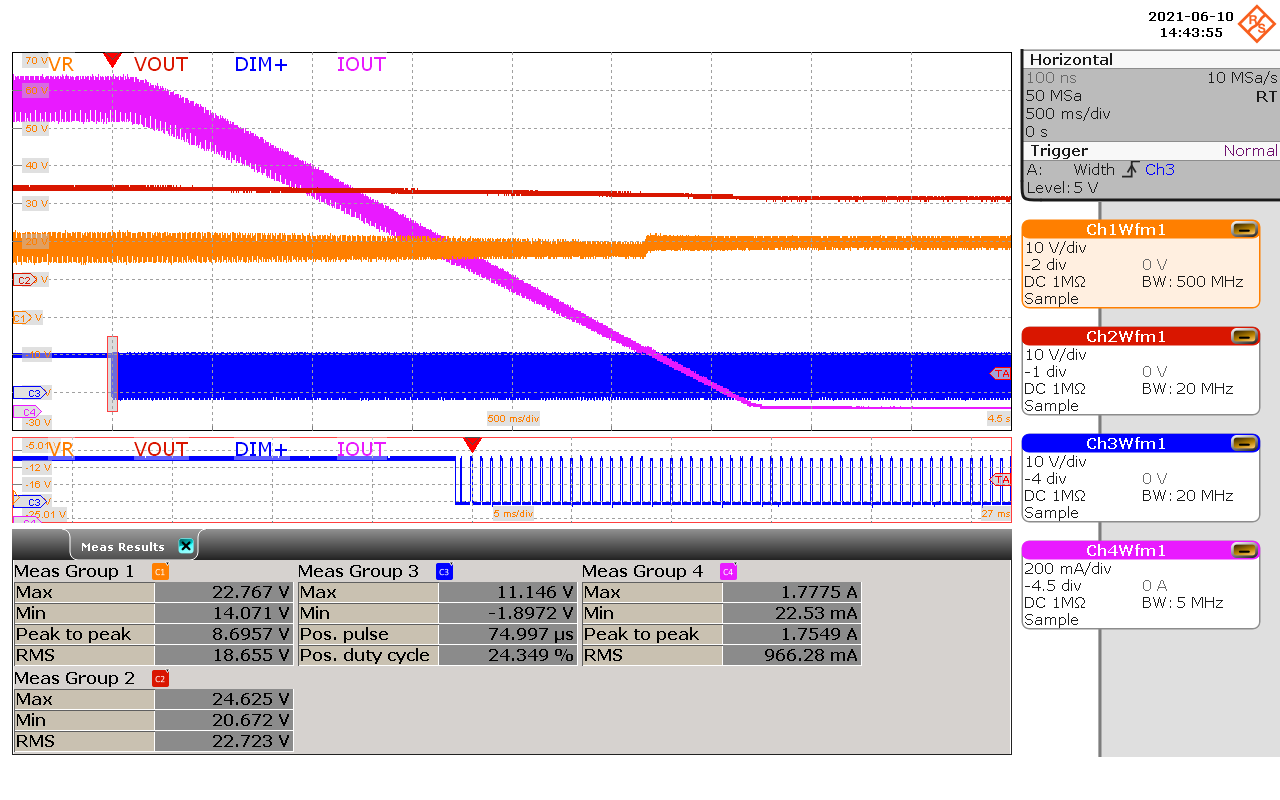 2021-06-10
14:43:55
R S
70 V VR VOUT DIM+ IOUT
60 V
50 V
40 V
30 V
20 V
C2 V
C1 V
-10 V
C3 V
C4
-30 V
500 ms/div
4.5 s
TA
-5.01 VR VOUT DIM+ IOUT
-12 V
-16 V
C3 V
-25.01 V
C4
5 ms/div
27 ms
TA
Horizontal
100 ns 10 MSa/s
50 MSa RT
500 ms/div
0 s
Trigger Normal
A: Width Ch3
Level: 5 V
Ch1Wfm1
10 V/div
-2 div 0 V
DC 1MΩ BW: 500 MHz
Sample
Ch2Wfm1
10 V/div
-1 div 0 V
DC 1MΩ BW: 20 MHz
Sample
Ch3Wfm1
10 V/div
-4 div 0 V
DC 1MΩ BW: 20 MHz
Sample
Ch4Wfm1
200 mA/div
-4.5 div 0 A
DC 1MΩ BW: 5 MHz
Sample
Meas Results
Meas Group 1 C1
Max 22.767 V
Min 14.071 V
Peak to peak 8.6957 V
RMS 18.655 V
Meas Group 3 C3
Max 11.146 V
Min -1.8972 V
Pos. pulse 74.997 µs
Pos. duty cycle 24.349 %
Meas Group 4 C4
Max 1.7775 A
Min 22.53 mA
Peak to peak 1.7549 A
RMS 966.28 mA
Meas Group 2 C2
Max 24.625 V
Min 20.672 V
RMS 22.723 V